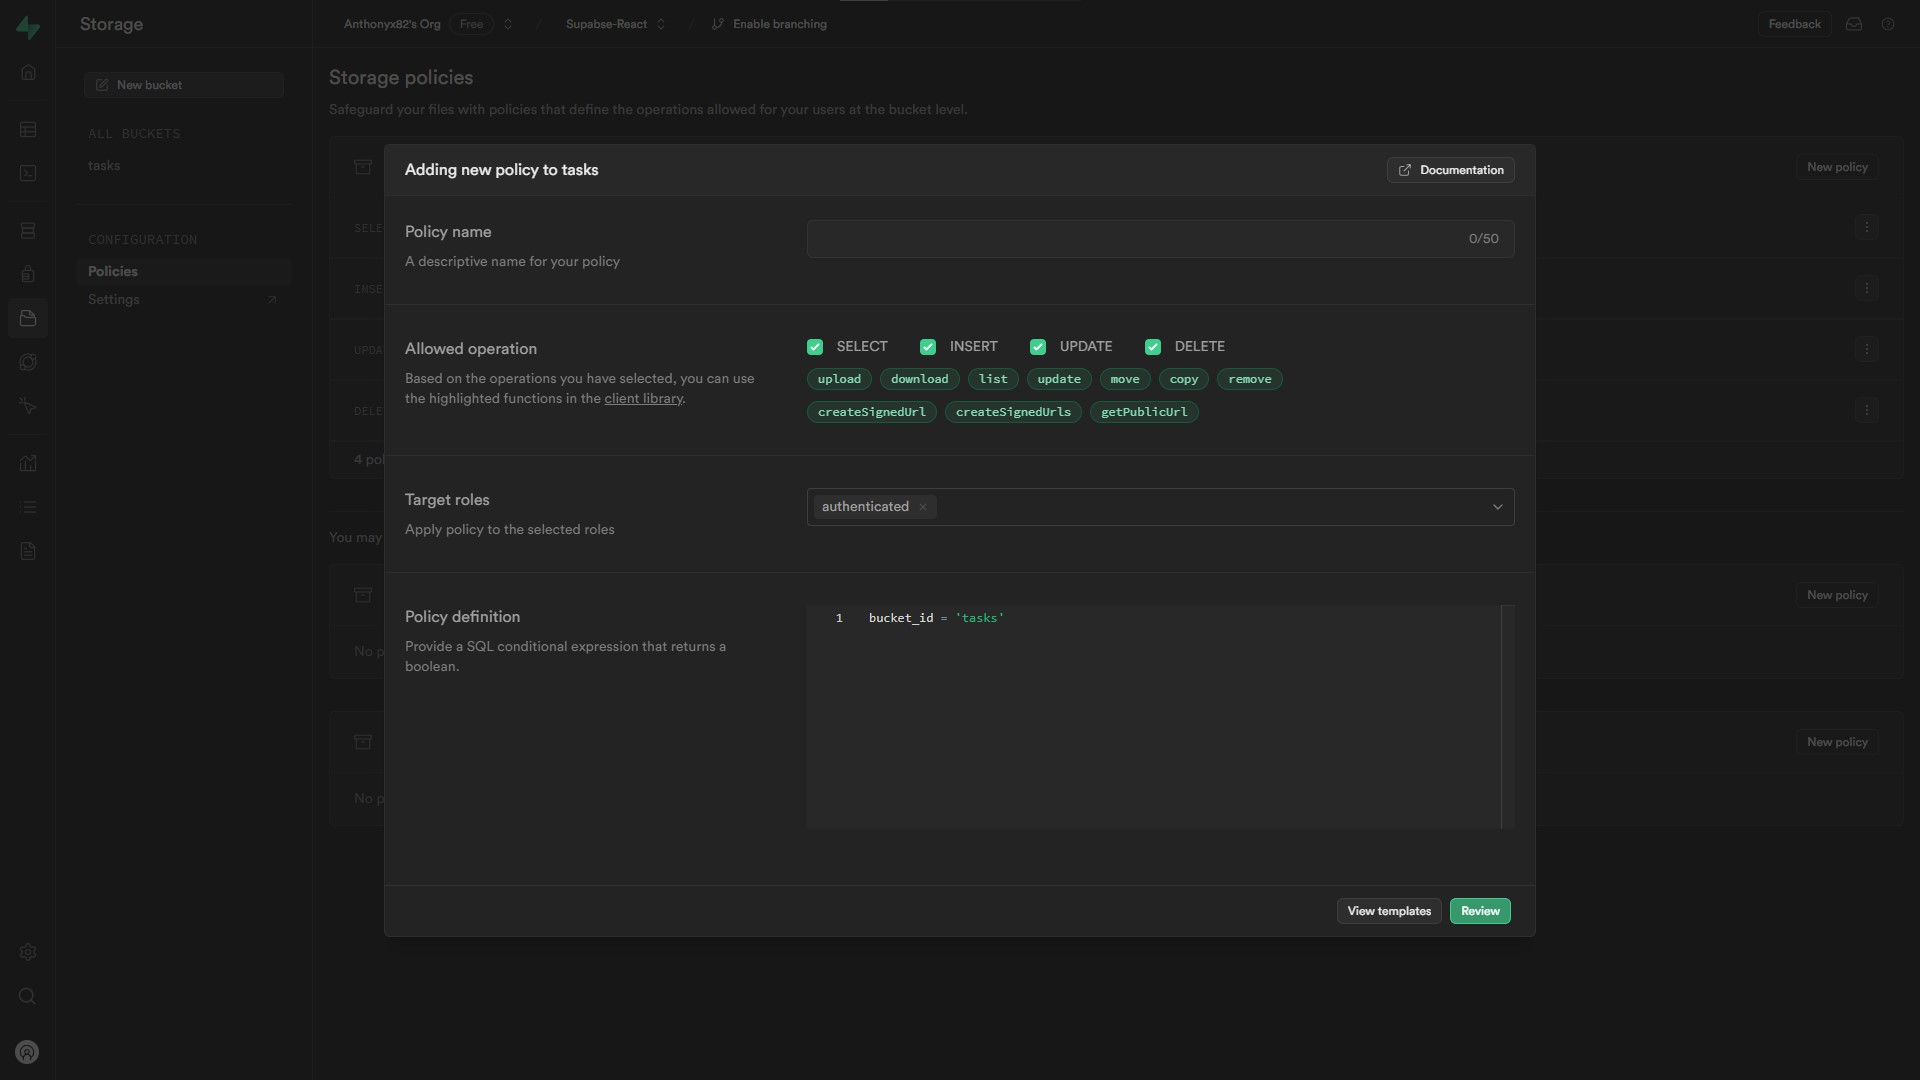 Storage
Anthonyx82's Org
Free
Supabse-React
Enable branching
Feedback
New bucket
ALL BUCKETS
tasks
CONFIGURATION
Policies
Settings
Storage policies
Safeguard your files with policies that define the operations allowed for your users at the bucket level.
New policy
SELE
INSE
UPDA
DELE
4 pol
You may
New policy
No p
New policy
No p
Adding new policy to tasks
Documentation
Policy name
A descriptive name for your policy
0/50
Allowed operation
Based on the operations you have selected, you can use
the highlighted functions in the client library.
SELECT INSERT UPDATE DELETE
upload download list update move copy remove
createSignedUrl createSignedUrls getPublicUrl
Target roles
Apply policy to the selected roles
authenticated
Policy definition
Provide a SQL conditional expression that returns a
boolean.
1 bucket_id = 'tasks'
View templates
Review